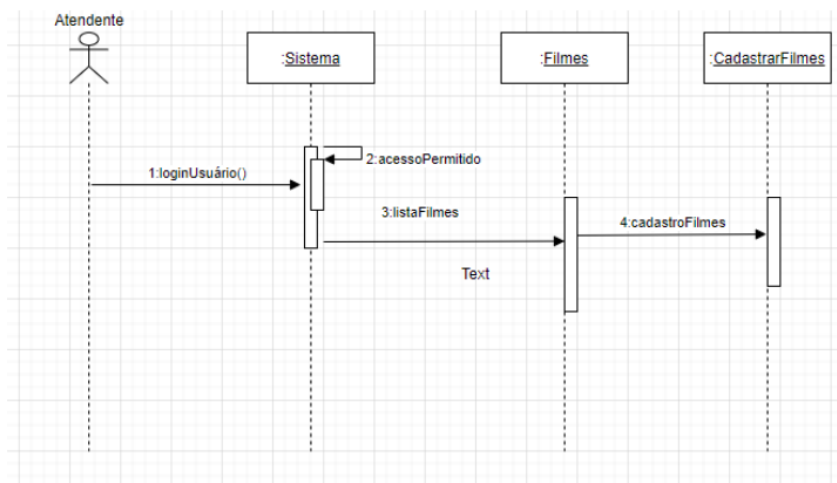 Atendente
:Sistema
:Filmes
:CadastrarFilmes
2:acessoPermitido
1:loginUsuário()
3:listaFilmes
4:cadastroFilmes
Text